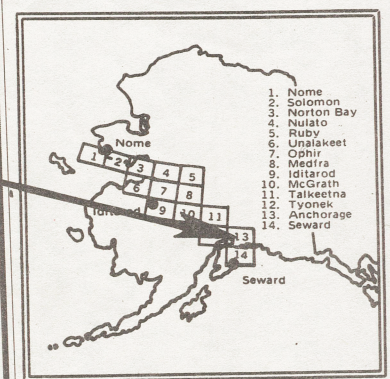 1. Nome
2. Solomon
3. Norton Bay
4. Nulato
5. Ruby
6. Unalakeet
7. Ophir
8. Medfra
9. Iditarod
10. McGrath
11. Talkeetna
12. Tyonek
13. Anchorage
14. Seward
Nome
1 2 3 4 5
6 7 8
9 10 11
13
14
Seward